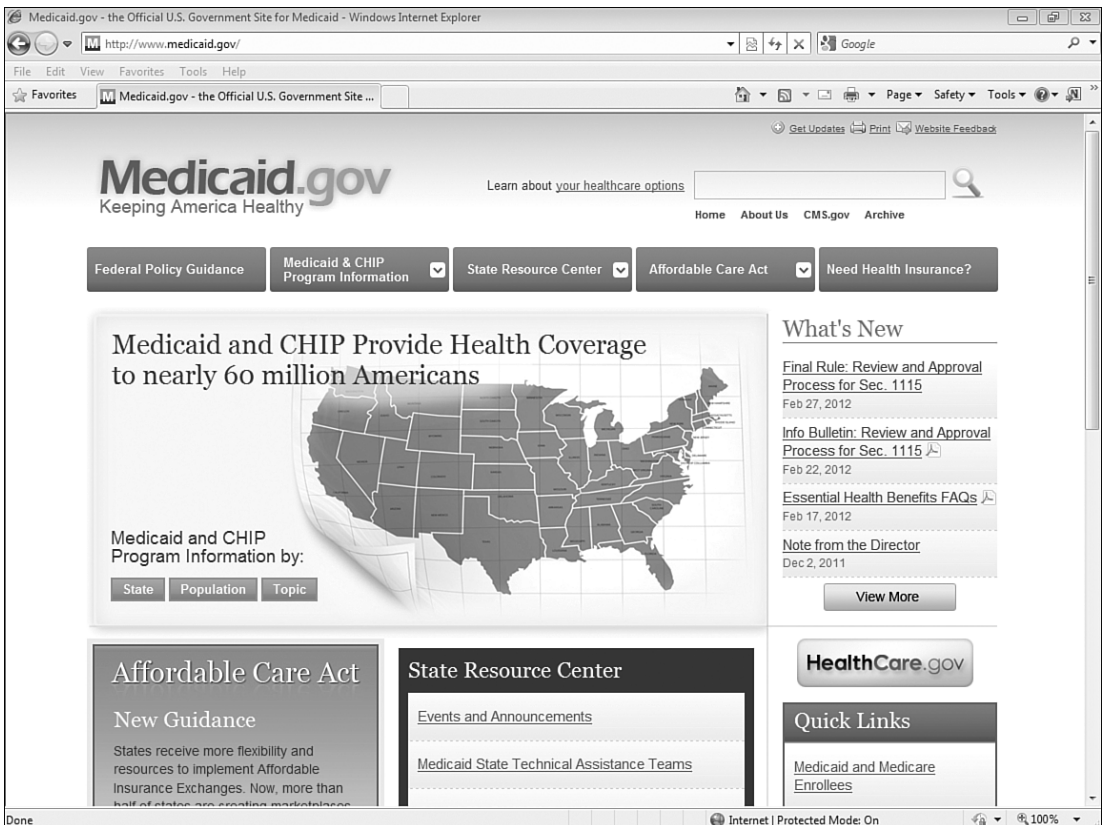 Medicaid.gov - the Official U.S. Government Site for Medicaid - Windows Internet Explorer
http://www.medicaid.gov/
Google
File Edit View Favorites Tools Help
Favorites
Medicaid.gov - the Official U.S. Government Site ...
Page Safety Tools
Get Updates Print Website Feedback
Medicaid.gov
Keeping America Healthy
Learn about your healthcare options
Home About Us CMS.gov Archive
Federal Policy Guidance
Medicaid & CHIP
Program Information
State Resource Center
Affordable Care Act
Need Health Insurance?
Medicaid and CHIP Provide Health Coverage
to nearly 60 million Americans
Medicaid and CHIP
Program Information by:
State Population Topic
What's New
Final Rule: Review and Approval
Process for Sec. 1115
Feb 27, 2012
Info Bulletin: Review and Approval
Process for Sec. 1115
Feb 22, 2012
Essential Health Benefits FAQs
Feb 17, 2012
Note from the Director
Dec 2, 2011
View More
Affordable Care Act
New Guidance
States receive more flexibility and
resources to implement Affordable
Insurance Exchanges. Now, more than
half of states are creating marketplaces
State Resource Center
Events and Announcements
Medicaid State Technical Assistance Teams
HealthCare.gov
Quick Links
Medicaid and Medicare
Enrollees
Done
Internet | Protected Mode: On
100%